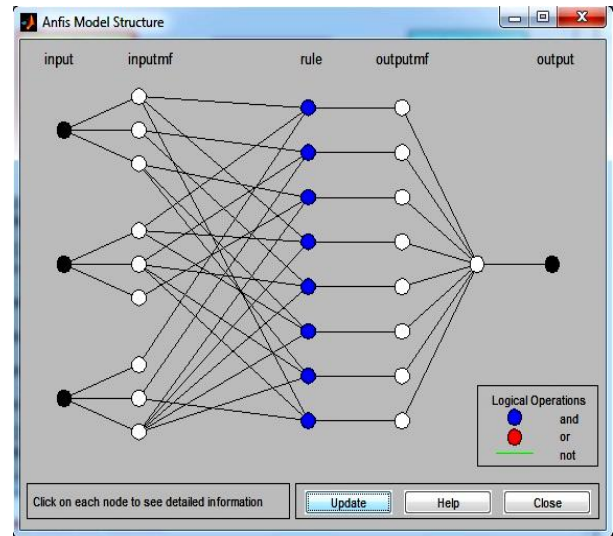 Anfis Model Structure
input inputmf rule outputmf output
Logical Operations
and
or
not
Click on each node to see detailed information
Update Help Close